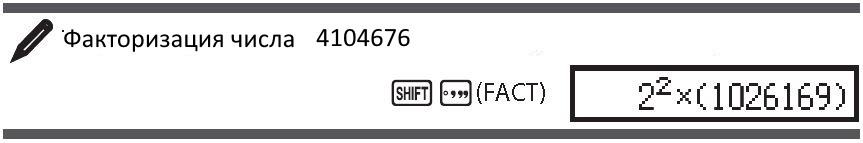 Факторизация числа 4104676
SHIFT °,,, (FACT) 2²×(1026169)